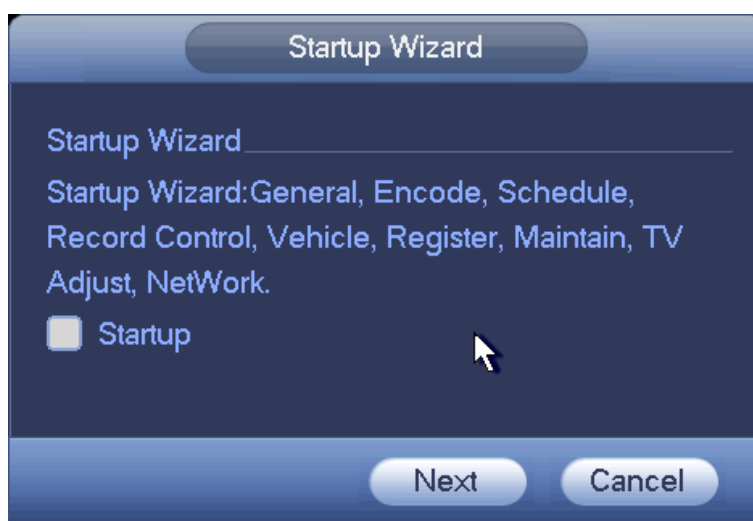 Startup Wizard
Startup Wizard
Startup Wizard:General, Encode, Schedule,
Record Control, Vehicle, Register, Maintain, TV
Adjust, NetWork.
Startup
Next Cancel